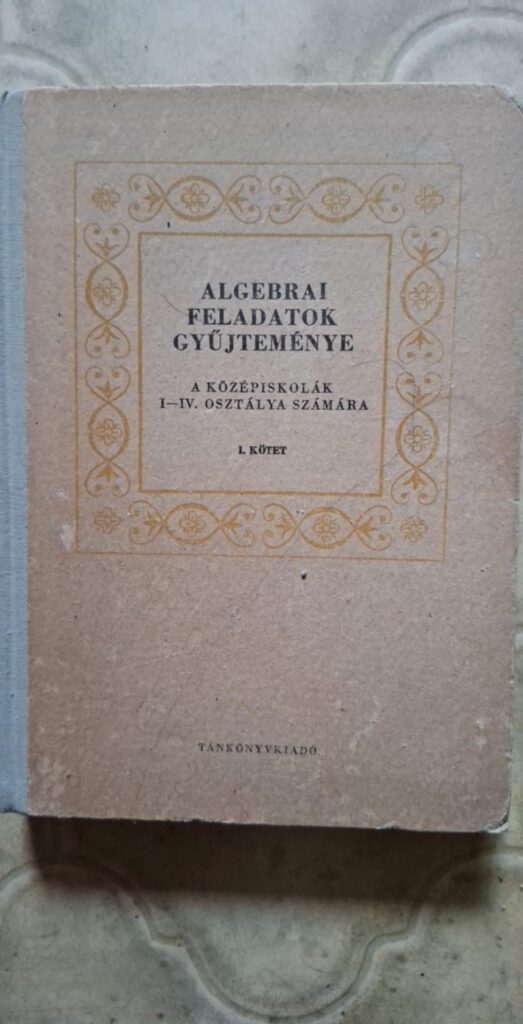 ALGEBRAI
FELADATOK
GYŰJTEMÉNYE
A KÖZÉPISKOLÁK
I—IV. OSZTÁLYA SZÁMÁRA
I. KÖTET
TANKÖNYVKIADÓ